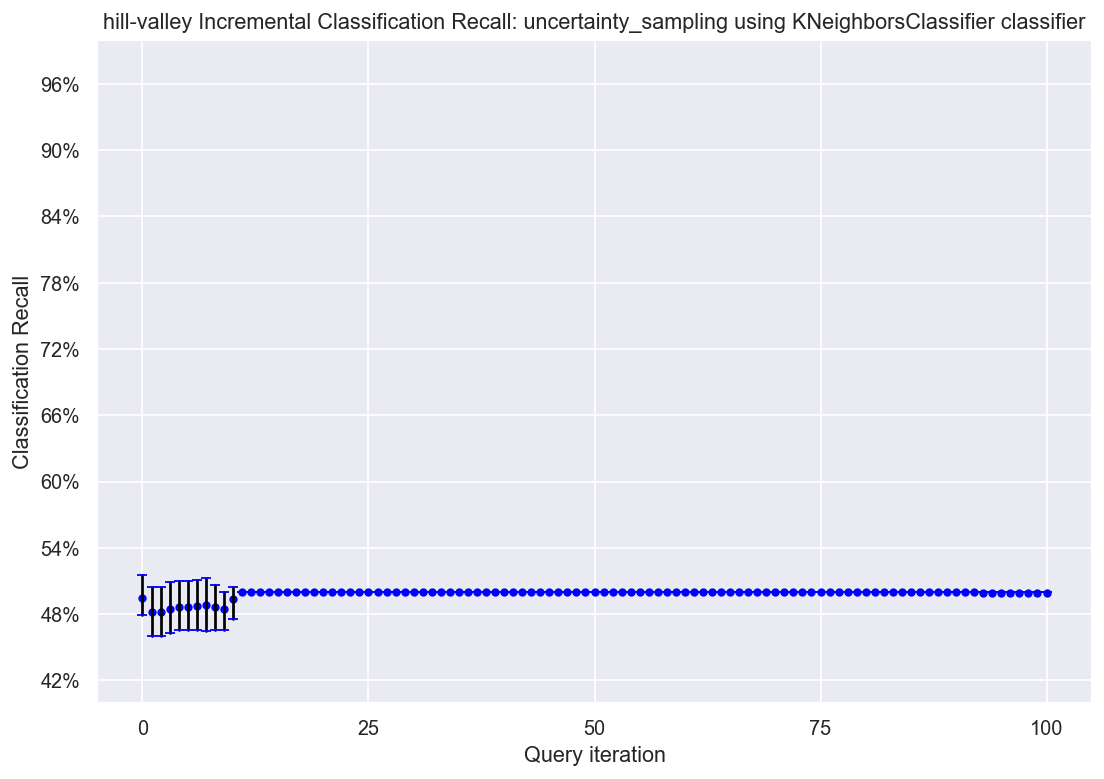 hill-valley Incremental Classification Recall: uncertainty_sampling using KNeighborsClassifier classifier
96%
90%
84%
78%
72%
66%
60%
54%
48%
42%
Classification Recall
0 25 50 75 100
Query iteration